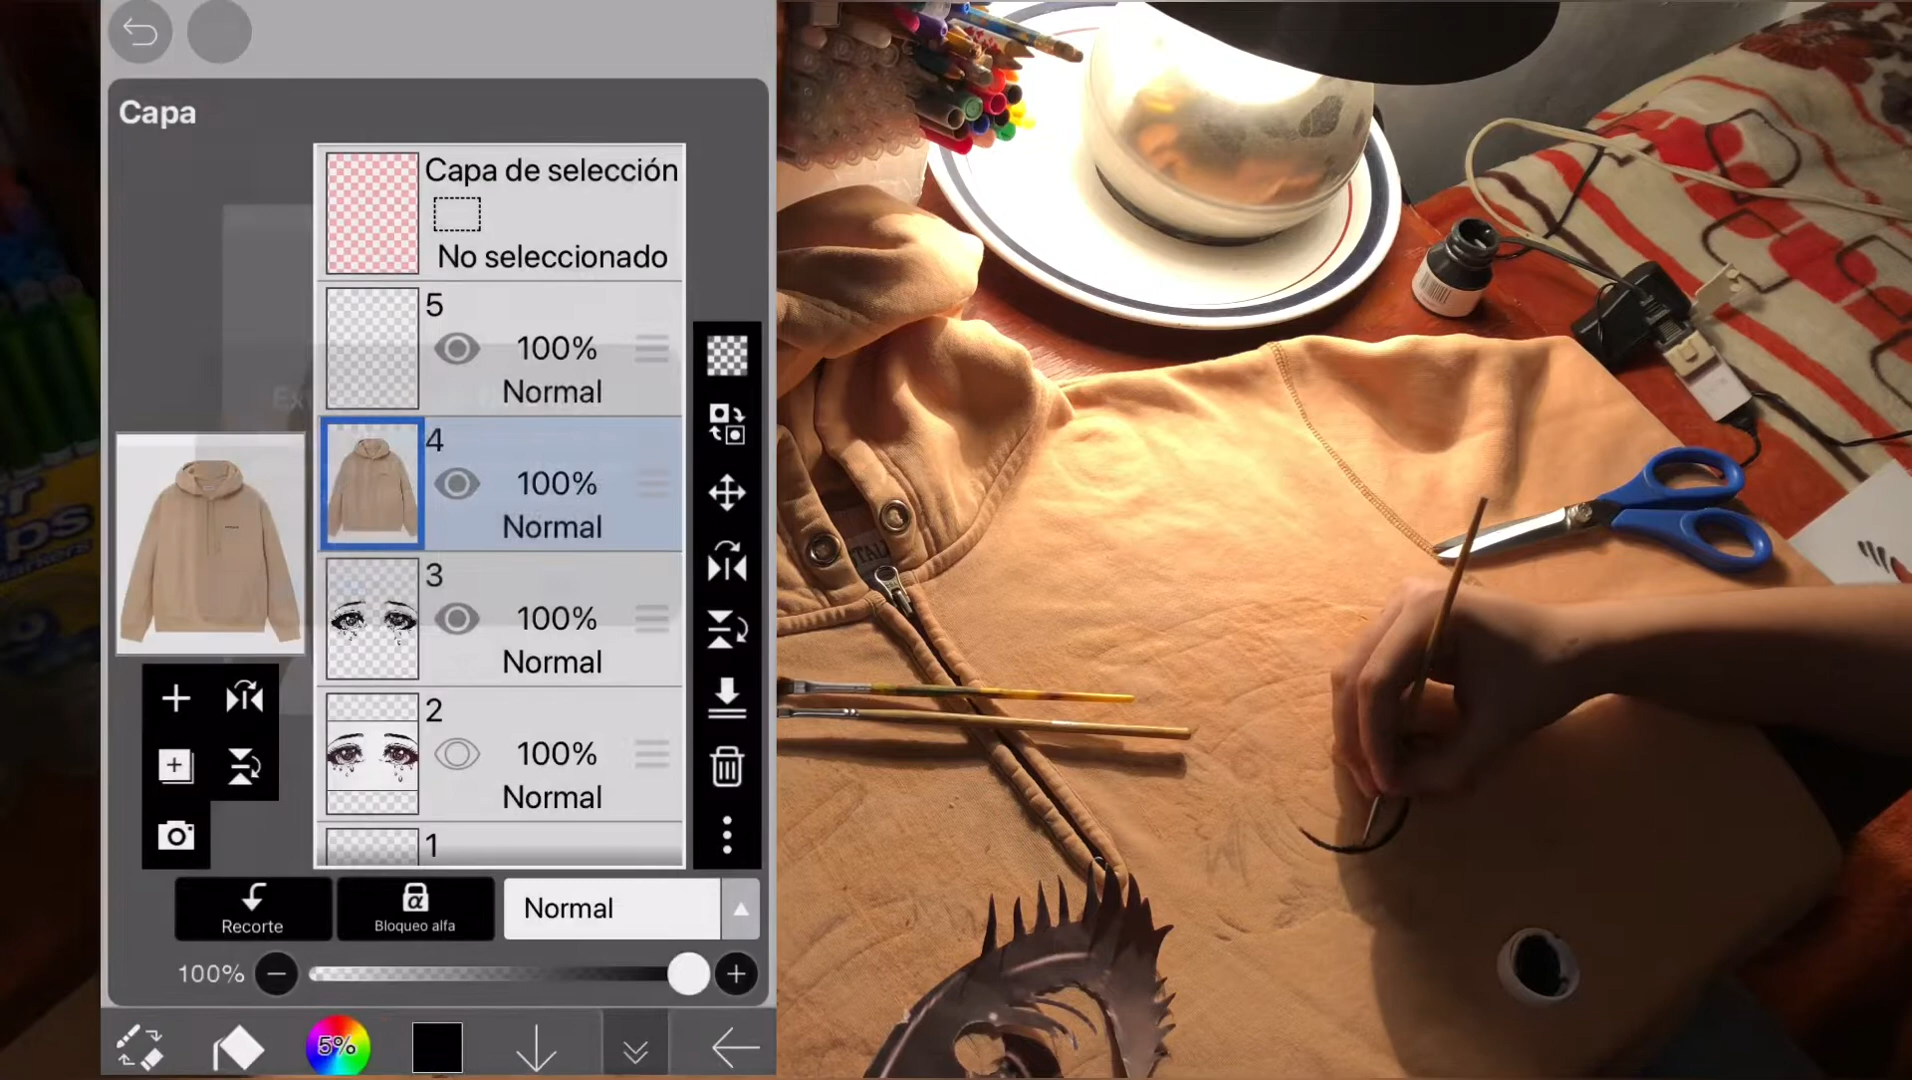 Capa
Capa de selección
No seleccionado
5
100%
Normal
4
100%
Normal
3
100%
Normal
2
100%
Normal
1
Recorte
α
Bloqueo alfa
Normal
100%
5%
TAL